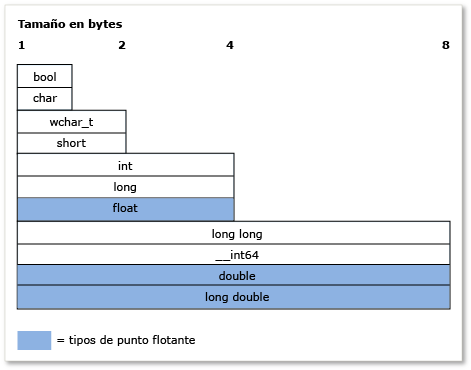 Tamaño en bytes
1 2 4 8
bool
char
wchar_t
short
int
long
float
long long
__int64
double
long double
= tipos de punto flotante